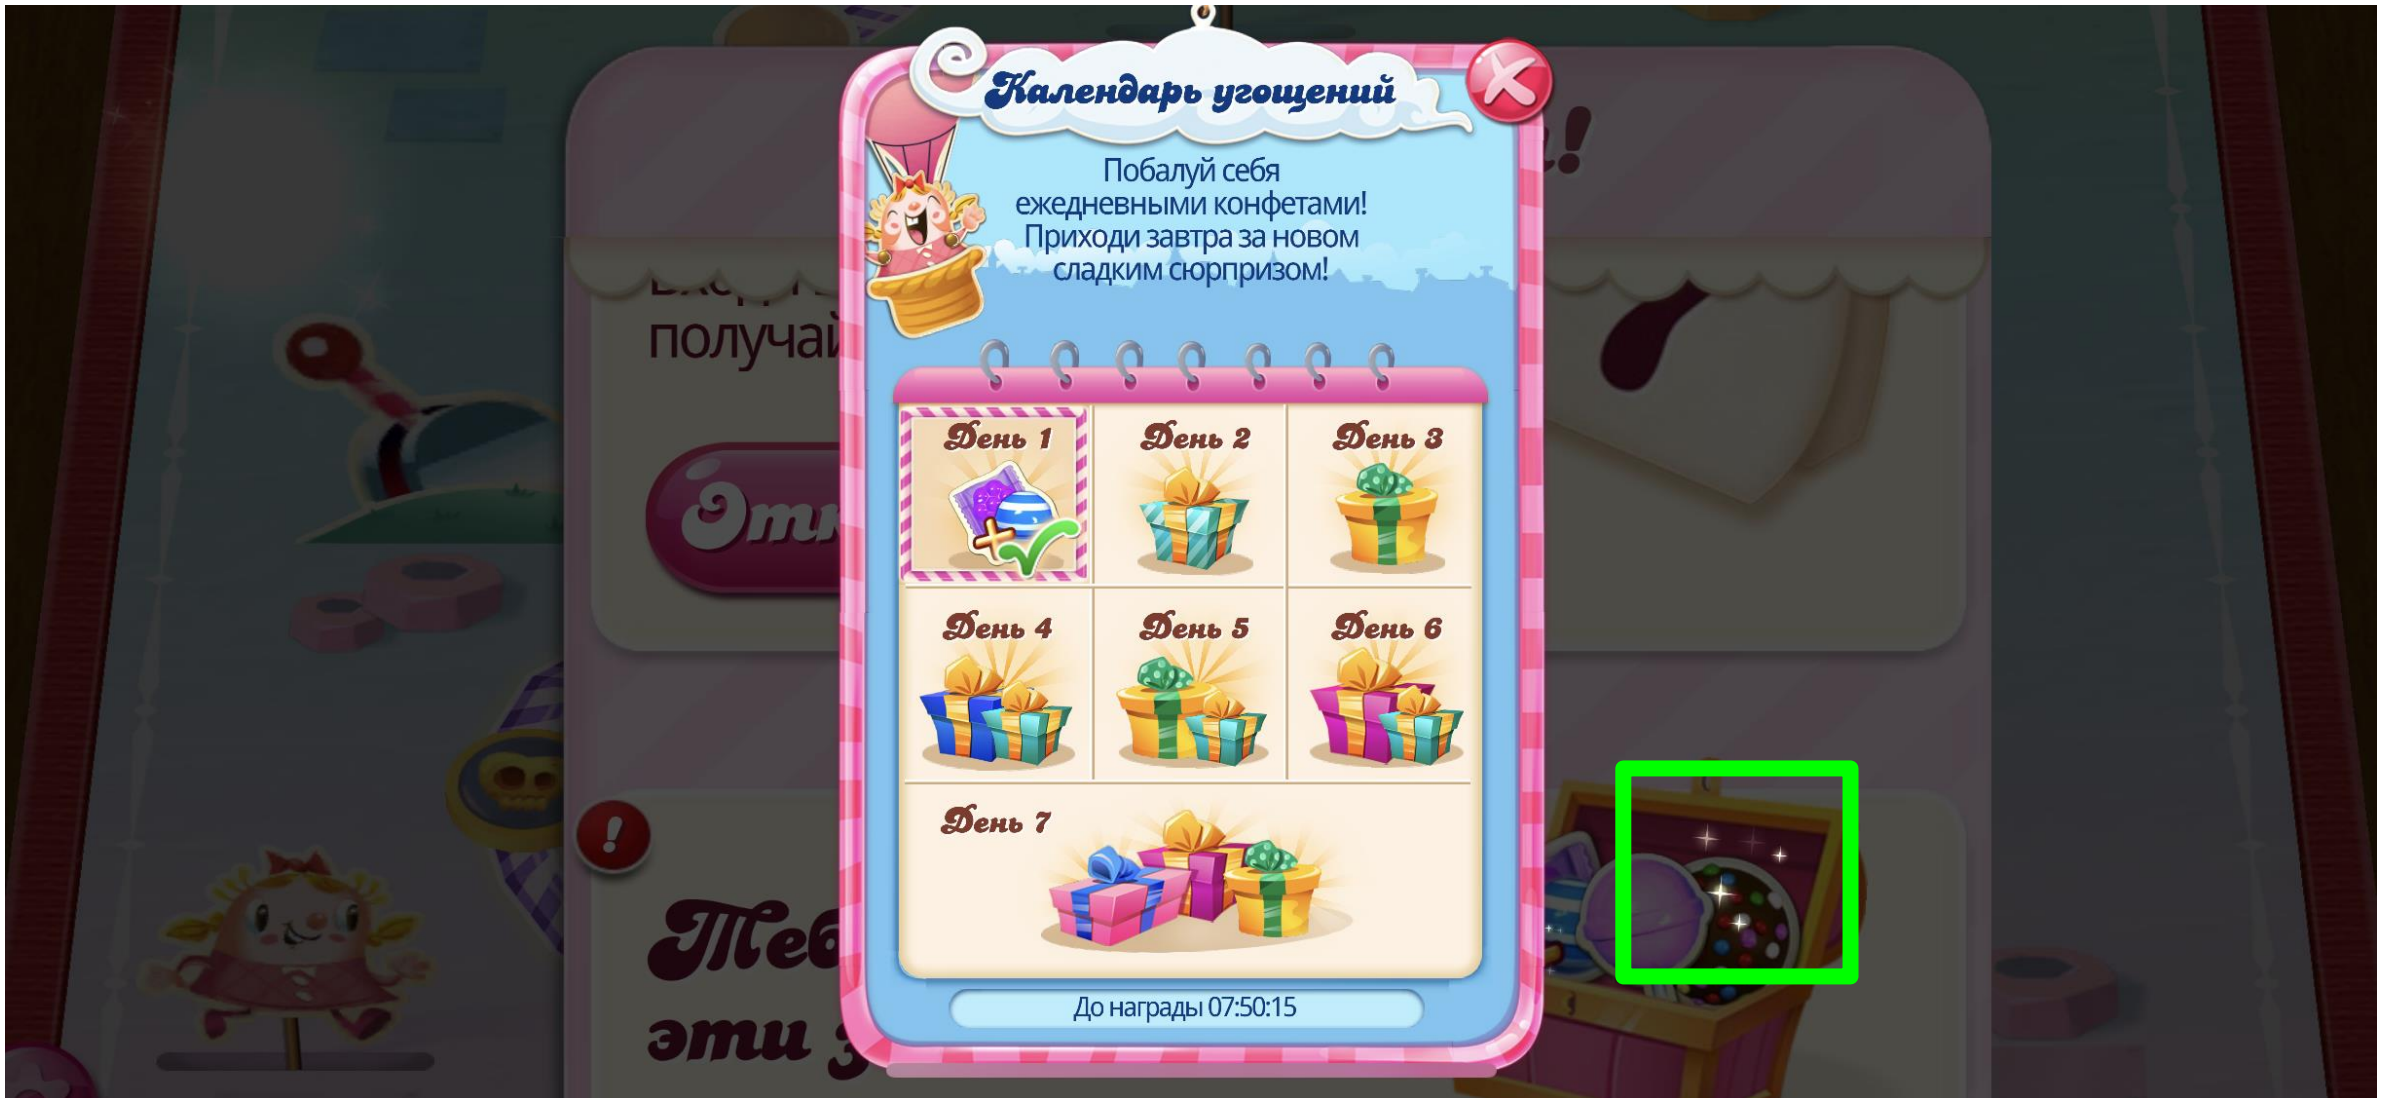 Календарь угощений
Побалуй себя
ежедневными конфетами!
Приходи завтра за новом
сладким сюрпризом!
получай
День 1
День 2
День 3
День 4
День 5
День 6
День 7
До награды 07:50:15
эти